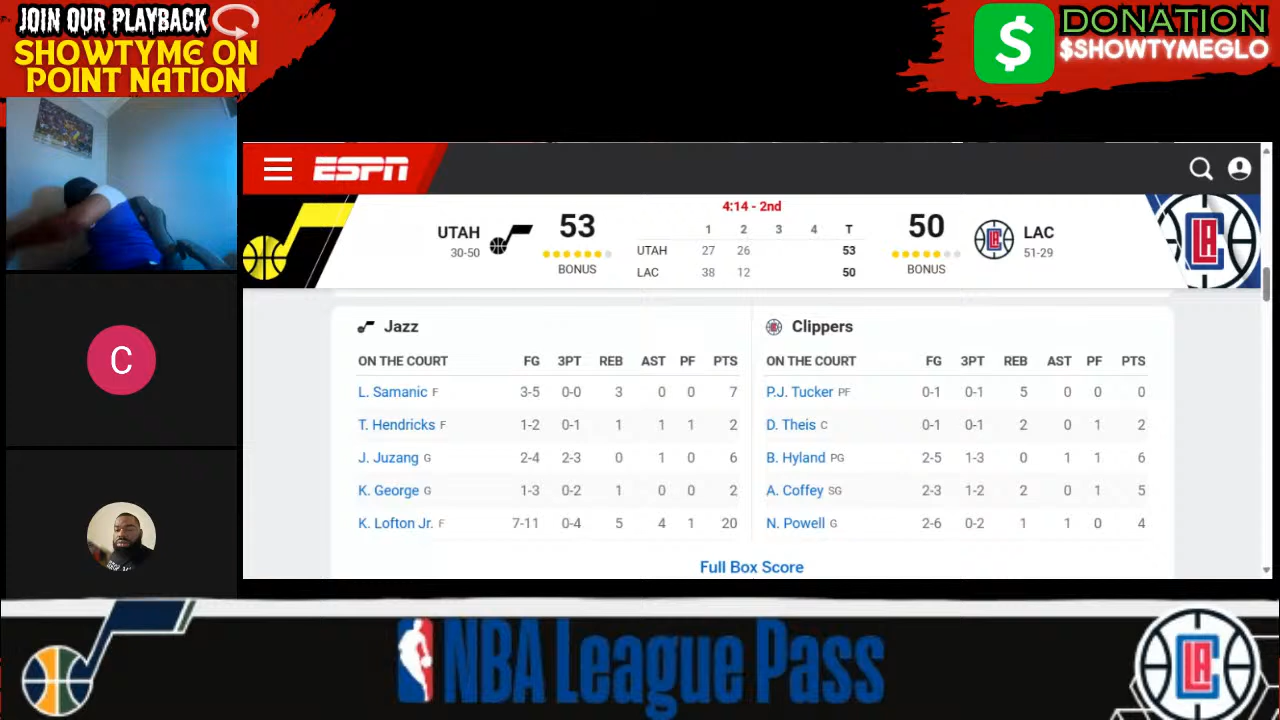 JOIN OUR PLAYBACK
SHOWTYME ON
POINT NATION
$ DONATION
$SHOWTYMEGLO
ESPN
4:14 - 2nd
UTAH 53 50 LAC
30-50 51-29
1 2 3 4 T
UTAH 27 26 53
LAC 38 12 50
BONUS BONUS
Jazz
ON THE COURT FG 3PT REB AST PF PTS
L. Samanic F 3-5 0-0 3 0 0 7
T. Hendricks F 1-2 0-1 1 1 1 2
J. Juzang G 2-4 2-3 0 1 0 6
K. George G 1-3 0-2 1 0 0 2
K. Lofton Jr. F 7-11 0-4 5 4 1 20
Clippers
ON THE COURT FG 3PT REB AST PF PTS
P.J. Tucker PF 0-1 0-1 5 0 0 0
D. Theis C 0-1 0-1 2 0 1 2
B. Hyland PG 2-5 1-3 0 1 1 6
A. Coffey SG 2-3 1-2 2 0 1 5
N. Powell G 2-6 0-2 1 1 0 4
Full Box Score
C
NBA League Pass